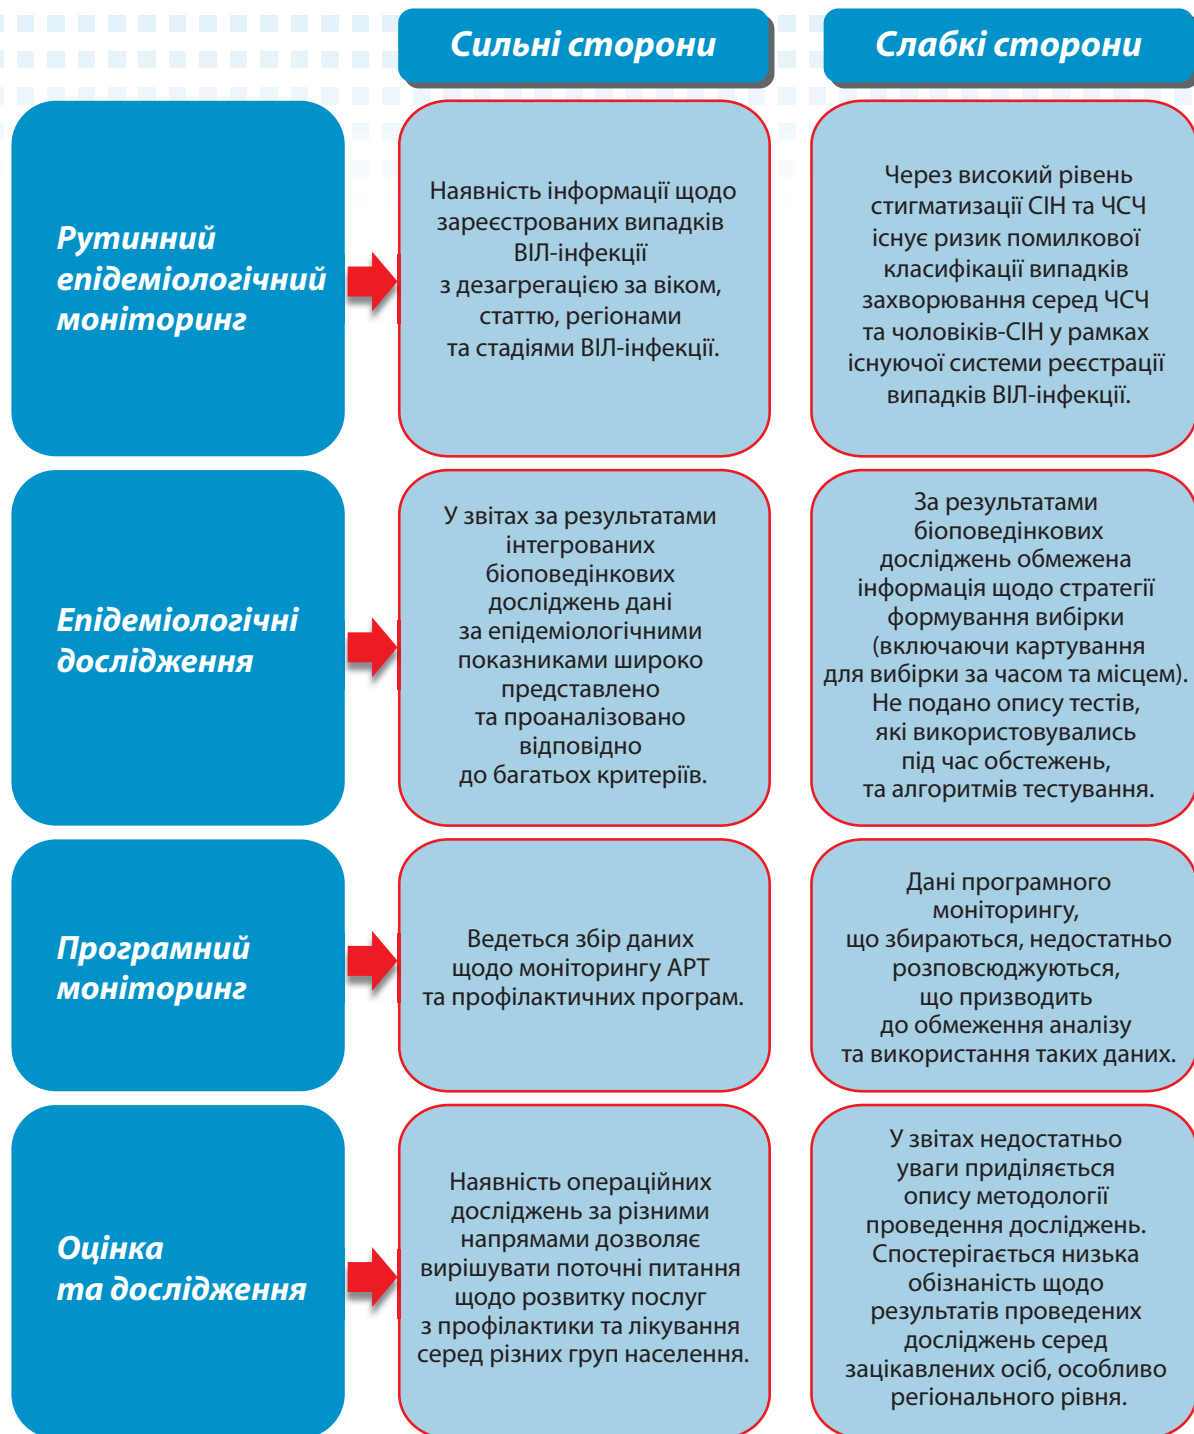 Сильні сторони
Слабкі сторони
Рутинний
епідеміологічний
моніторинг
Наявність інформації щодо
зареєстрованих випадків
ВІЛ-інфекції
з дезагрегацією за віком,
статтю, регіонами
та стадіями ВІЛ-інфекції.
Через високий рівень
стигматизації СІН та ЧСЧ
існує ризик помилкової
класифікації випадків
захворювання серед ЧСЧ
та чоловіків-СІН у рамках
існуючої системи реєстрації
випадків ВІЛ-інфекції.
Епідеміологічні
дослідження
У звітах за результатами
інтегрованих
біоповедінкових
досліджень дані
за епідеміологічними
показниками широко
представлено
та проаналізовано
відповідно
до багатьох критеріїв.
За результатами
біоповедінкових
досліджень обмежена
інформація щодо стратегії
формування вибірки
(включаючи картування
для вибірки за часом та місцем).
Не подано опису тестів,
які використовувались
під час обстежень,
та алгоритмів тестування.
Програмний
моніторинг
Ведеться збір даних
щодо моніторингу АРТ
та профілактичних програм.
Дані програмного
моніторингу,
що збираються, недостатньо
розповсюджуються,
що призводить
до обмеження аналізу
та використання таких даних.
Оцінка
та дослідження
Наявність операційних
досліджень за різними
напрямами дозволяє
вирішувати поточні питання
щодо розвитку послуг
з профілактики та лікування
серед різних груп населення.
У звітах недостатньо
уваги приділяється
опису методології
проведення досліджень.
Спостерігається низька
обізнаність щодо
результатів проведених
досліджень серед
зацікавлених осіб, особливо
регіонального рівня.